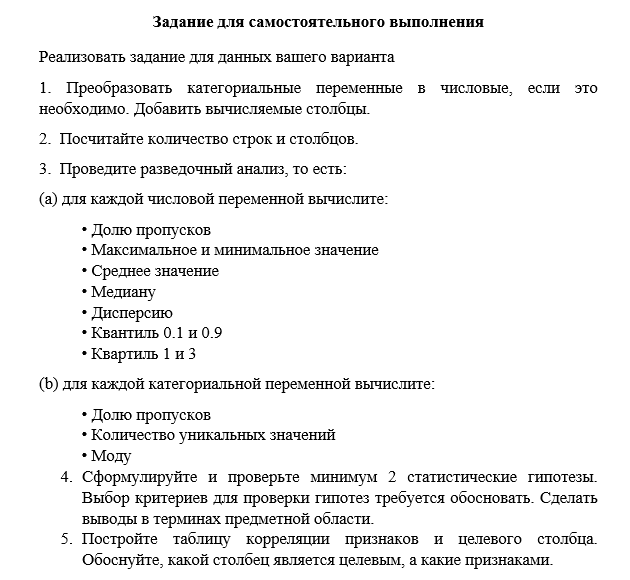 Задание для самостоятельного выполнения
Реализовать задание для данных вашего варианта
1. Преобразовать категориальные переменные в числовые, если это
необходимо. Добавить вычисляемые столбцы.
2. Посчитайте количество строк и столбцов.
3. Проведите разведочный анализ, то есть:
(a) для каждой числовой переменной вычислите:
• Долю пропусков
• Максимальное и минимальное значение
• Среднее значение
• Медиану
• Дисперсию
• Квантиль 0.1 и 0.9
• Квартиль 1 и 3
(b) для каждой категориальной переменной вычислите:
• Долю пропусков
• Количество уникальных значений
• Моду
4. Сформулируйте и проверьте минимум 2 статистические гипотезы.
Выбор критериев для проверки гипотез требуется обосновать. Сделать
выводы в терминах предметной области.
5. Постройте таблицу корреляции признаков и целевого столбца.
Обоснуйте, какой столбец является целевым, а какие признаками.